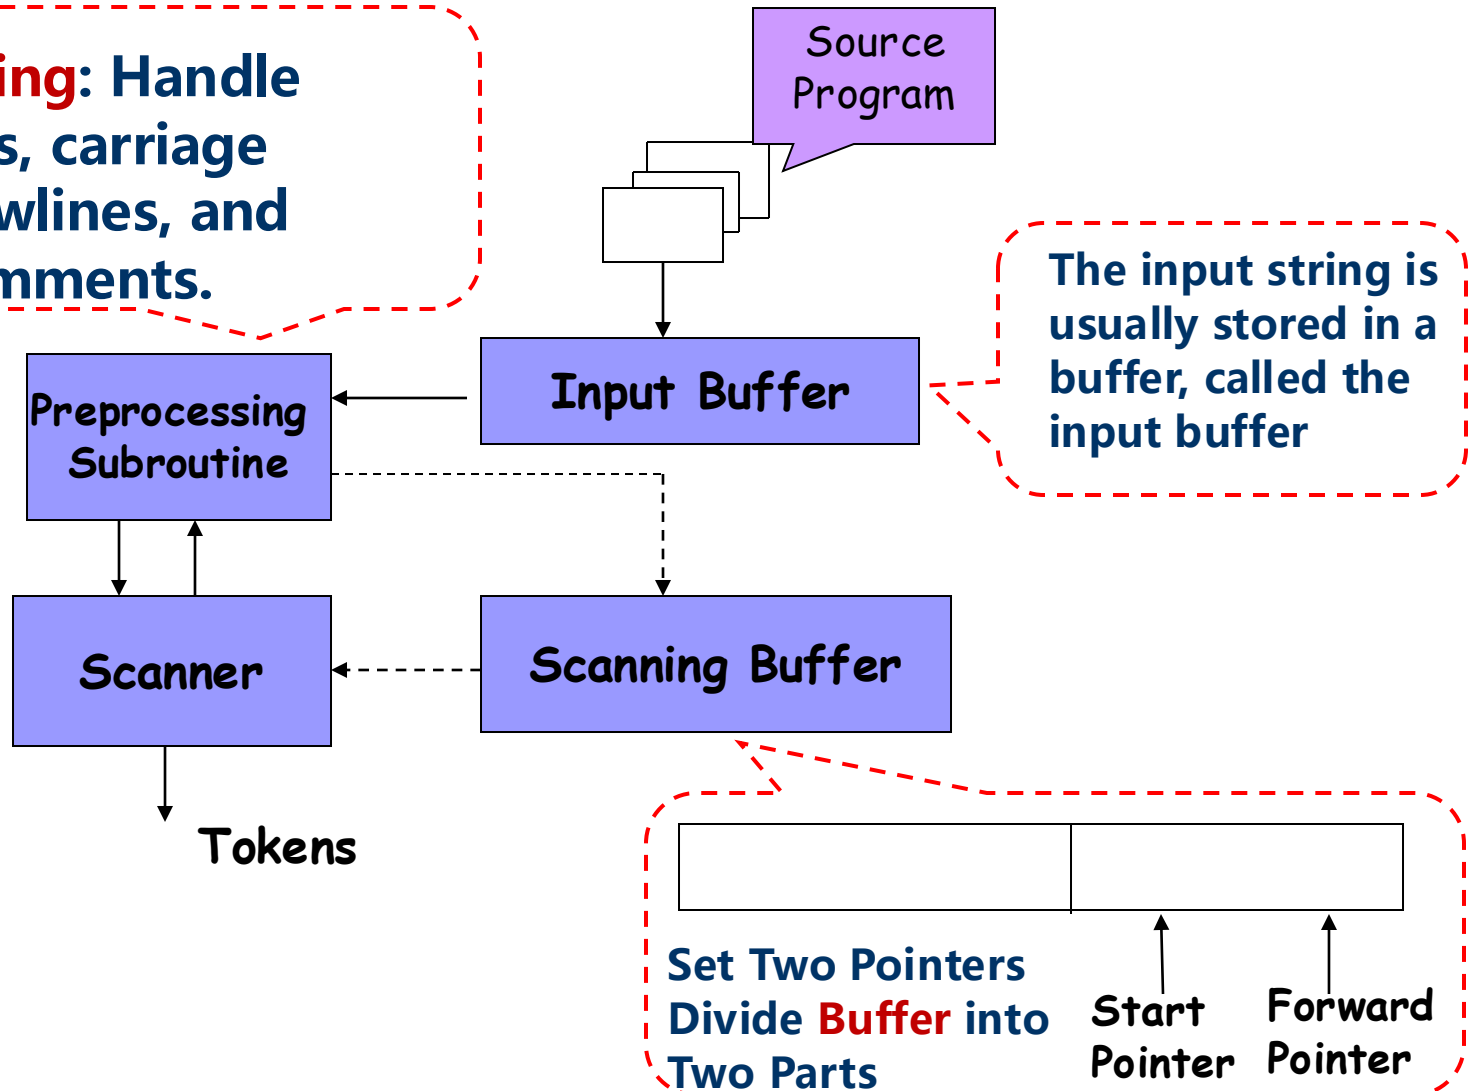 Source
Program
ing: Handle
s, carriage
wlines, and
mments.
The input string is
usually stored in a
buffer, called the
input buffer
Input Buffer
Preprocessing
Subroutine
Scanner
Scanning Buffer
Tokens
Set Two Pointers
Divide Buffer into
Two Parts
Start
Pointer
Forward
Pointer